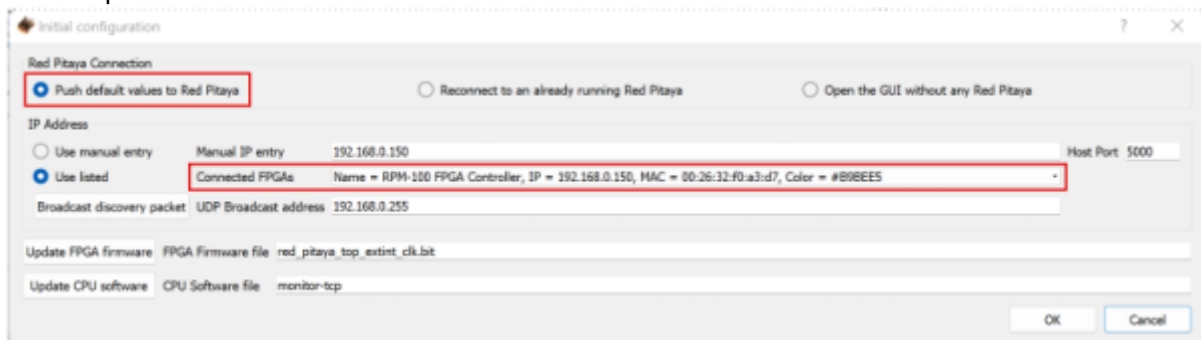 Initial configuration ?
Red Pitaya Connection
Push default values to Red Pitaya Reconnect to an already running Red Pitaya Open the GUI without any Red Pitaya
IP Address
Use manual entry Manual IP entry 192.168.0.150 Host Port 5000
Use listed Connected FPGAs Name = RPM-100 FPGA Controller, IP = 192.168.0.150, MAC = 00:26:32:f0:a3:d7, Color = #B9BEE5
Broadcast discovery packet UDP Broadcast address 192.168.0.255
Update FPGA firmware FPGA Firmware file red_pitaya_top_extint_clk.bit
Update CPU software CPU Software file monitor-tcp
OK Cancel